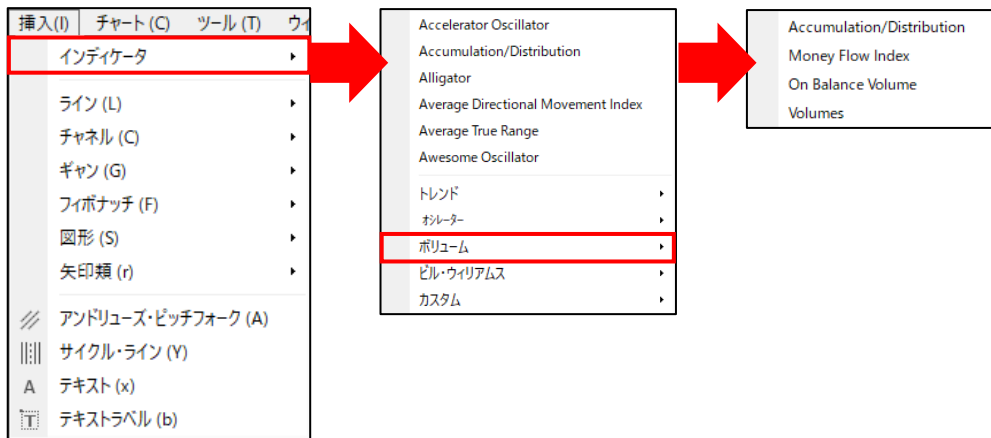 挿入(I) チャート(C) ツール(T) ウィ
インディケータ
ライン(L)
チャネル(C)
ギャン(G)
フィボナッチ(F)
図形(S)
矢印類(r)
アンドリューズ・ピッチフォーク(A)
サイクル・ライン(Y)
A テキスト(x)
T テキストラベル(b)
Accelerator Oscillator
Accumulation/Distribution
Alligator
Average Directional Movement Index
Average True Range
Awesome Oscillator
トレンド
オシレーター
ボリューム
ビル・ウィリアムス
カスタム
Accumulation/Distribution
Money Flow Index
On Balance Volume
Volumes